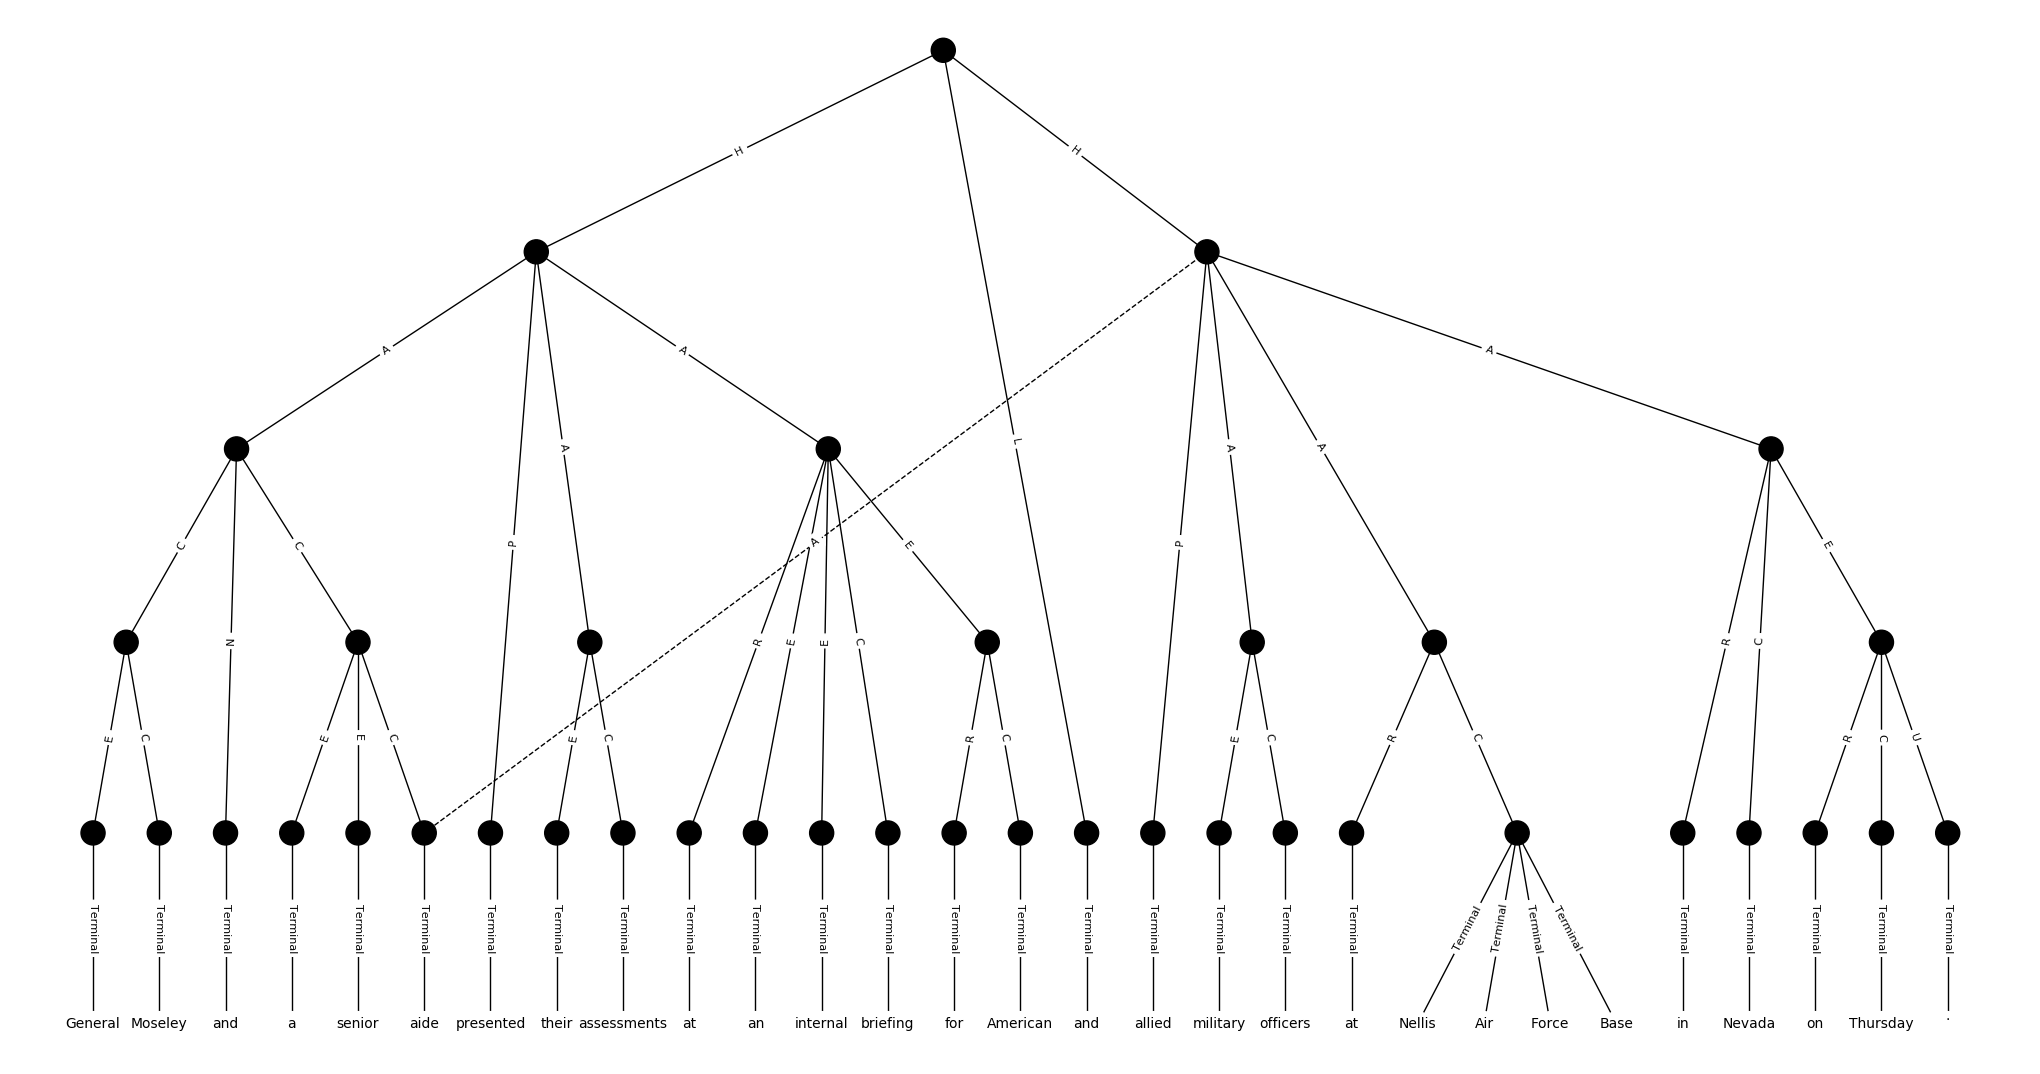 H H
A A L A A A
C N C P A R E E C E P A A R C E
E C E E C E C R C E C R C R C U
Terminal Terminal Terminal Terminal Terminal Terminal Terminal Terminal Terminal Terminal Terminal Terminal Terminal Terminal Terminal Terminal Terminal Terminal Terminal Terminal Terminal Terminal Terminal Terminal Terminal Terminal Terminal Terminal Terminal
General Moseley and a senior aide presented their assessments at an internal briefing for American and allied military officers at Nellis Air Force Base in Nevada on Thursday .